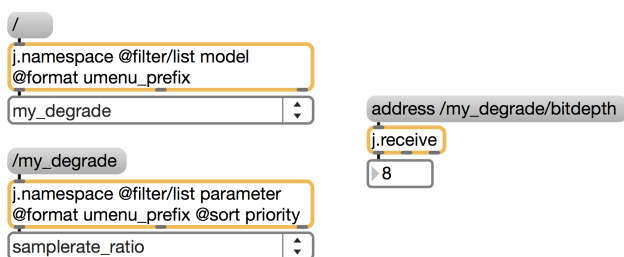 /
j.namespace @filter/list model
@format umenu_prefix
my_degrade
/my_degrade
j.namespace @filter/list parameter
@format umenu_prefix @sort priority
samplerate_ratio
address /my_degrade/bitdepth
j.receive
8